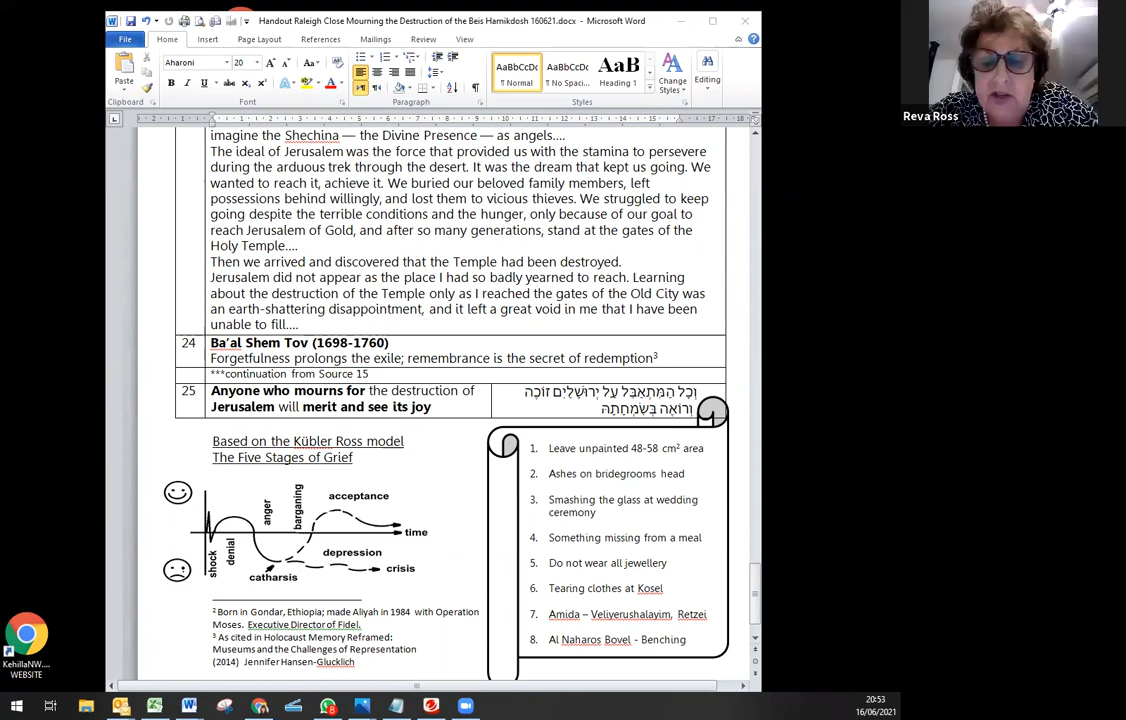 Handout Raleigh Close Mourning the Destruction of the Beis Hamikdosh 160621.docx - Microsoft Word
File Home Insert Page Layout References Mailings Review View
Aharoni 20
Paste
AaBbCcDc AaBbCcDc AaB
¶ Normal ¶ No Spaci... Heading 1
Change Styles
Editing
Clipboard Font Paragraph Styles
Reva Ross
imagine the Shechina — the Divine Presence — as angels....
The ideal of Jerusalem was the force that provided us with the stamina to persevere
during the arduous trek through the desert. It was the dream that kept us going. We
wanted to reach it, achieve it. We buried our beloved family members, left
possessions behind willingly, and lost them to vicious thieves. We struggled to keep
going despite the terrible conditions and the hunger, only because of our goal to
reach Jerusalem of Gold, and after so many generations, stand at the gates of the
Holy Temple....
Then we arrived and discovered that the Temple had been destroyed.
Jerusalem did not appear as the place I had so badly yearned to reach. Learning
about the destruction of the Temple only as I reached the gates of the Old City was
an earth-shattering disappointment, and it left a great void in me that I have been
unable to fill....
24 Ba'al Shem Tov (1698-1760)
Forgetfulness prolongs the exile; remembrance is the secret of redemption3
***continuation from Source 15
25 Anyone who mourns for the destruction of
Jerusalem will merit and see its joy
וְכָל הַמִּתְאַבֵּל עַל יְרוּשָׁלַיִם זוֹכֶה
וְרוֹאֶה בְּשִׂמְחָתָהּ
Based on the Kübler Ross model
The Five Stages of Grief
shock
denial
anger
barganing
acceptance
time
depression
crisis
catharsis
1. Leave unpainted 48-58 cm2 area
2. Ashes on bridegrooms head
3. Smashing the glass at wedding
ceremony
4. Something missing from a meal
5. Do not wear all jewellery
6. Tearing clothes at Kosel
7. Amida – Veliyerushalayim, Retzei
8. Al Naharos Bovel - Benching
2 Born in Gondar, Ethiopia; made Aliyah in 1984 with Operation
Moses. Executive Director of Fidel.
3 As cited in Holocaust Memory Reframed:
Museums and the Challenges of Representation
(2014) Jennifer Hansen-Glucklich
KehillaNW....
WEBSITE
20:53
16/06/2021